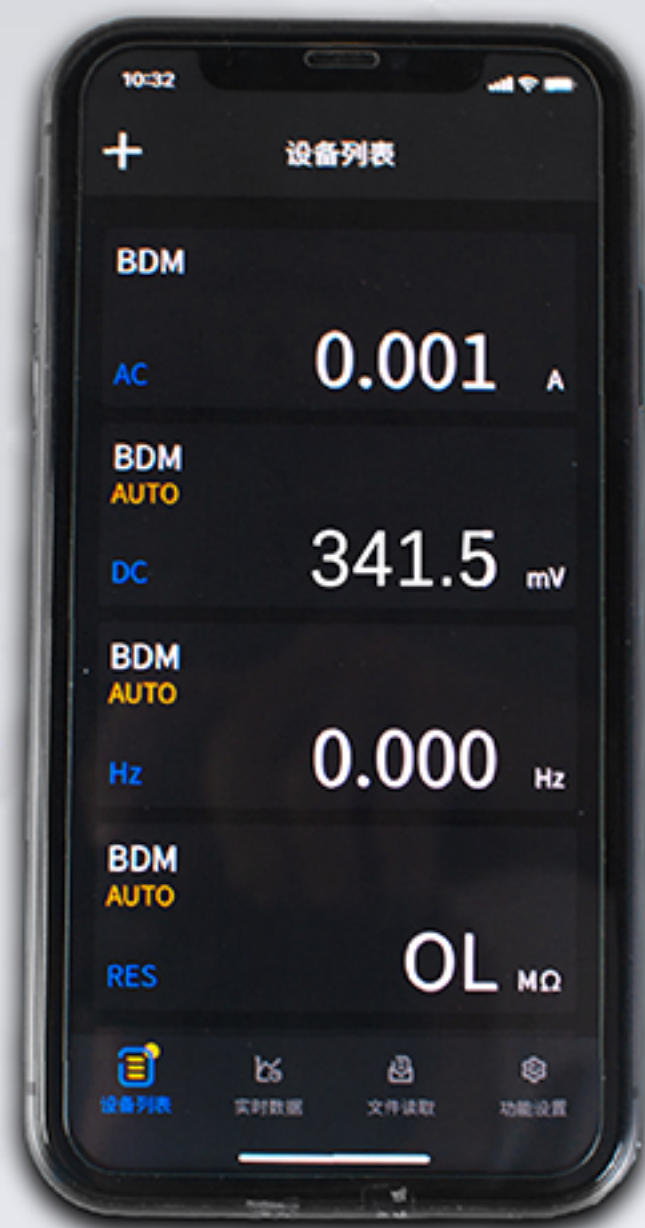 10:32
设备列表
BDM
AC 0.001 A
BDM
AUTO
DC 341.5 mV
BDM
AUTO
Hz 0.000 Hz
BDM
AUTO
RES OL MΩ
设备列表 实时数据 文件读取 功能设置